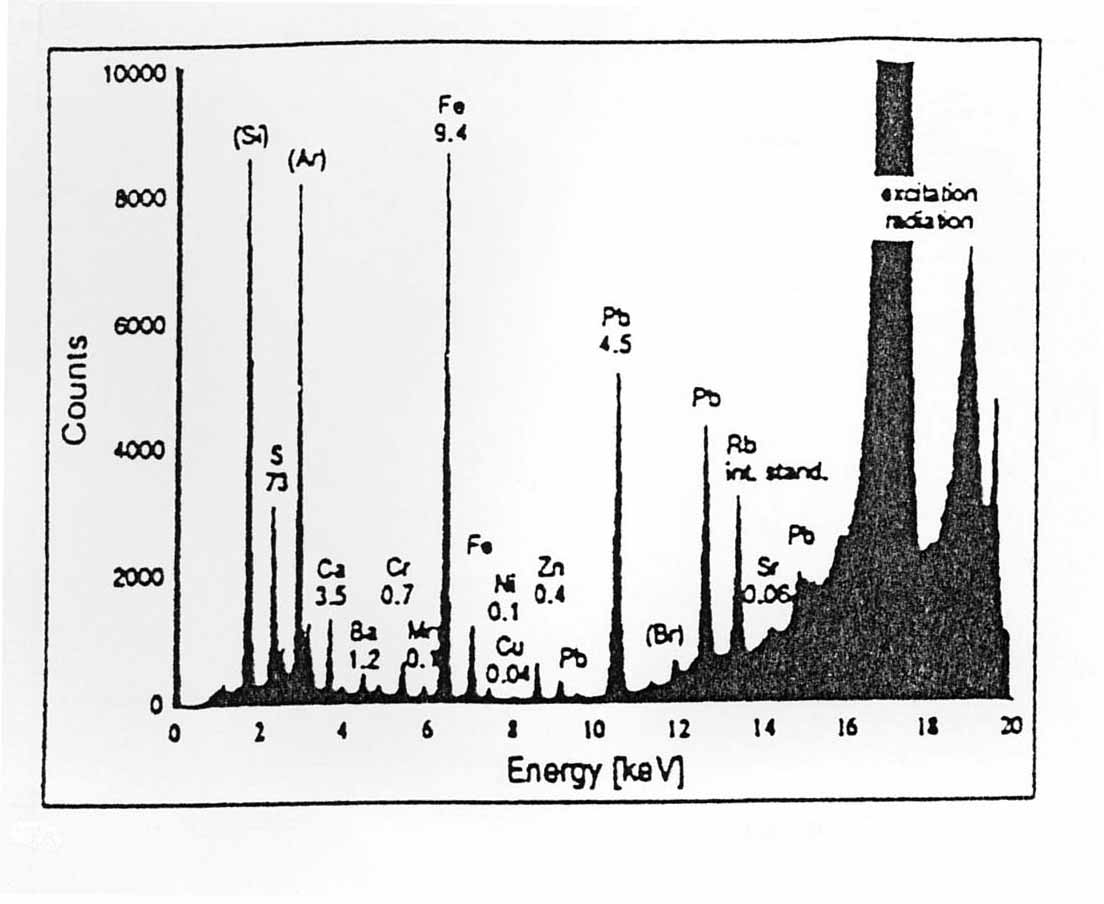 10000
8000
6000
4000
2000
0
Counts
(Si)
(Ar)
Fe
9.4
excitation
radiation
S
73
Pb
4.5
Pb
Rb
int. stand.
Ca
3.5
Cr
0.7
Fe
Ni
0.1
Zn
0.4
Ba
1.2
Mn
0.1
Cu
0.04
Pb
(Br)
Sr
0.06
Pb
0 2 4 6 8 10 12 14 16 18 20
Energy [keV]